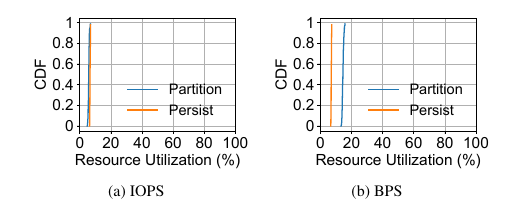 1
0.8
0.6
0.4
0.2
0
CDF
Partition
Persist
0 20 40 60 80 100
Resource Utilization (%)
(a) IOPS
1
0.8
0.6
0.4
0.2
0
CDF
Partition
Persist
0 20 40 60 80 100
Resource Utilization (%)
(b) BPS